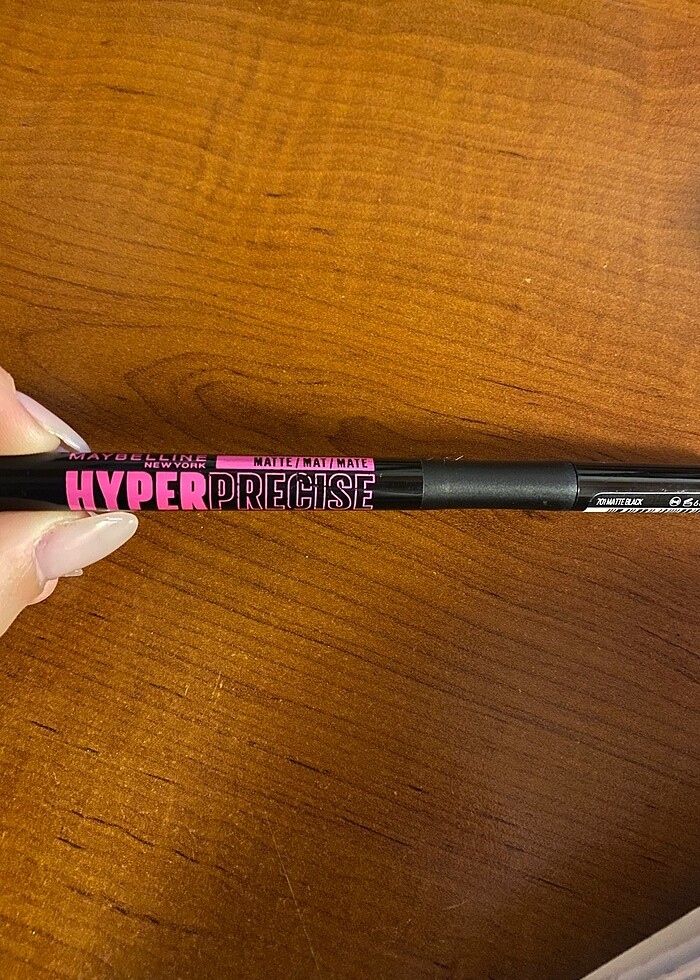 MAYBELLINE
NEW YORK
MATTE / MAT / MATE
HYPERPRECISE
701 MATTE BLACK